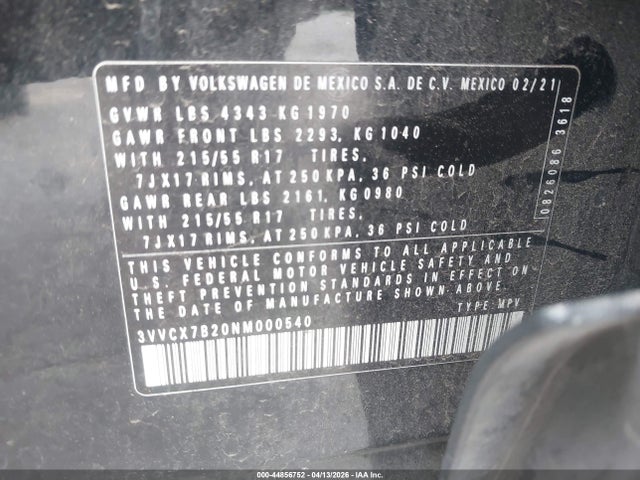 MFD BY VOLKSWAGEN DE MEXICO S.A. DE C.V. MEXICO 02/21
GVWR LBS 4343 KG 1970
GAWR FRONT LBS 2293, KG 1040
WITH 215/55 R17 TIRES,
7JX17 RIMS, AT 250 KPA, 36 PSI COLD
GAWR REAR LBS 2161, KG 0980
WITH 215/55 R17 TIRES,
7JX17 RIMS, AT 250 KPA, 36 PSI COLD
THIS VEHICLE CONFORMS TO ALL APPLICABLE
U.S. FEDERAL MOTOR VEHICLE SAFETY AND
PREVENTION STANDARDS IN EFFECT ON
THE DATE OF MANUFACTURE SHOWN ABOVE.
3VVCX7B20NM000540 TYPE: MPV
0826086 3618
000-44856752 - 04/13/2026 - IAA Inc.